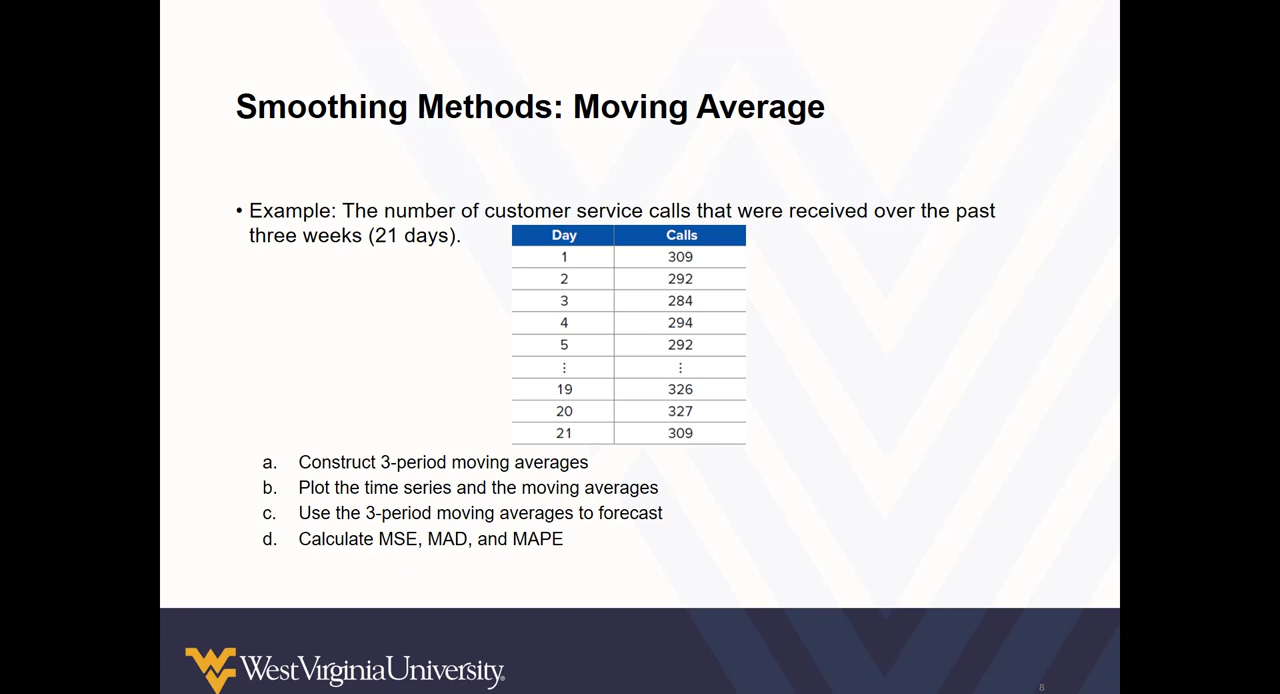 Smoothing Methods: Moving Average
• Example: The number of customer service calls that were received over the past
three weeks (21 days).
Day Calls
1 309
2 292
3 284
4 294
5 292
⋮ ⋮
19 326
20 327
21 309
a. Construct 3-period moving averages
b. Plot the time series and the moving averages
c. Use the 3-period moving averages to forecast
d. Calculate MSE, MAD, and MAPE
WestVirginiaUniversity.
8